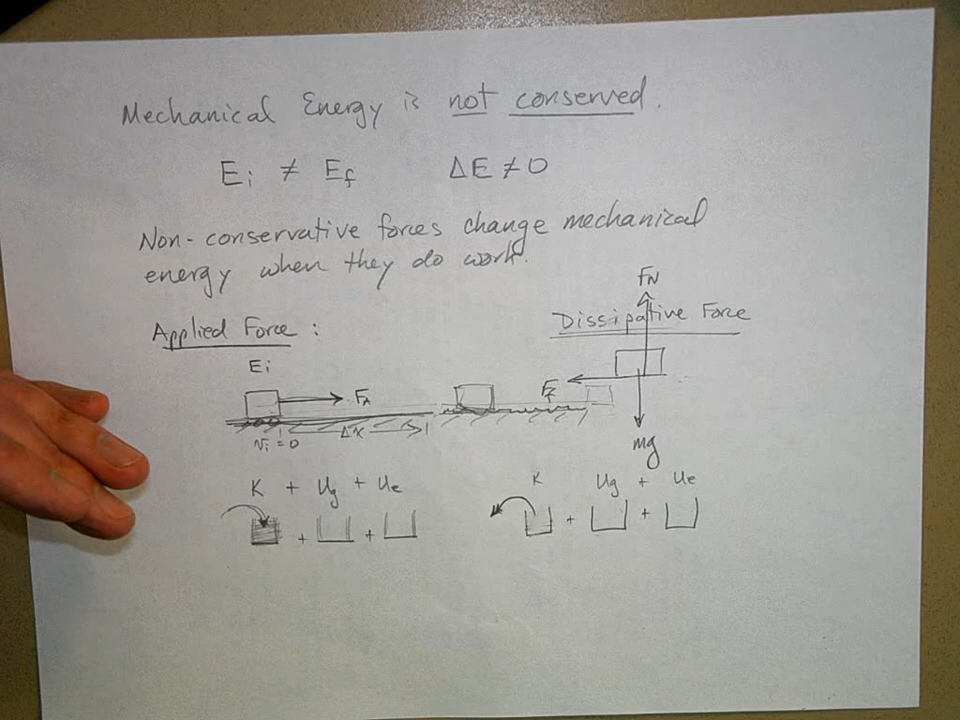 Mechanical Energy is not conserved.
Ei ≠ Ef ΔE ≠ 0
Non-conservative forces change mechanical
energy when they do work.
FN
Applied Force : Dissipative Force
Ei
FA
vi = 0 Δx
mg
K + Ug + Ue
K Ug + Ue
+ +
+ +